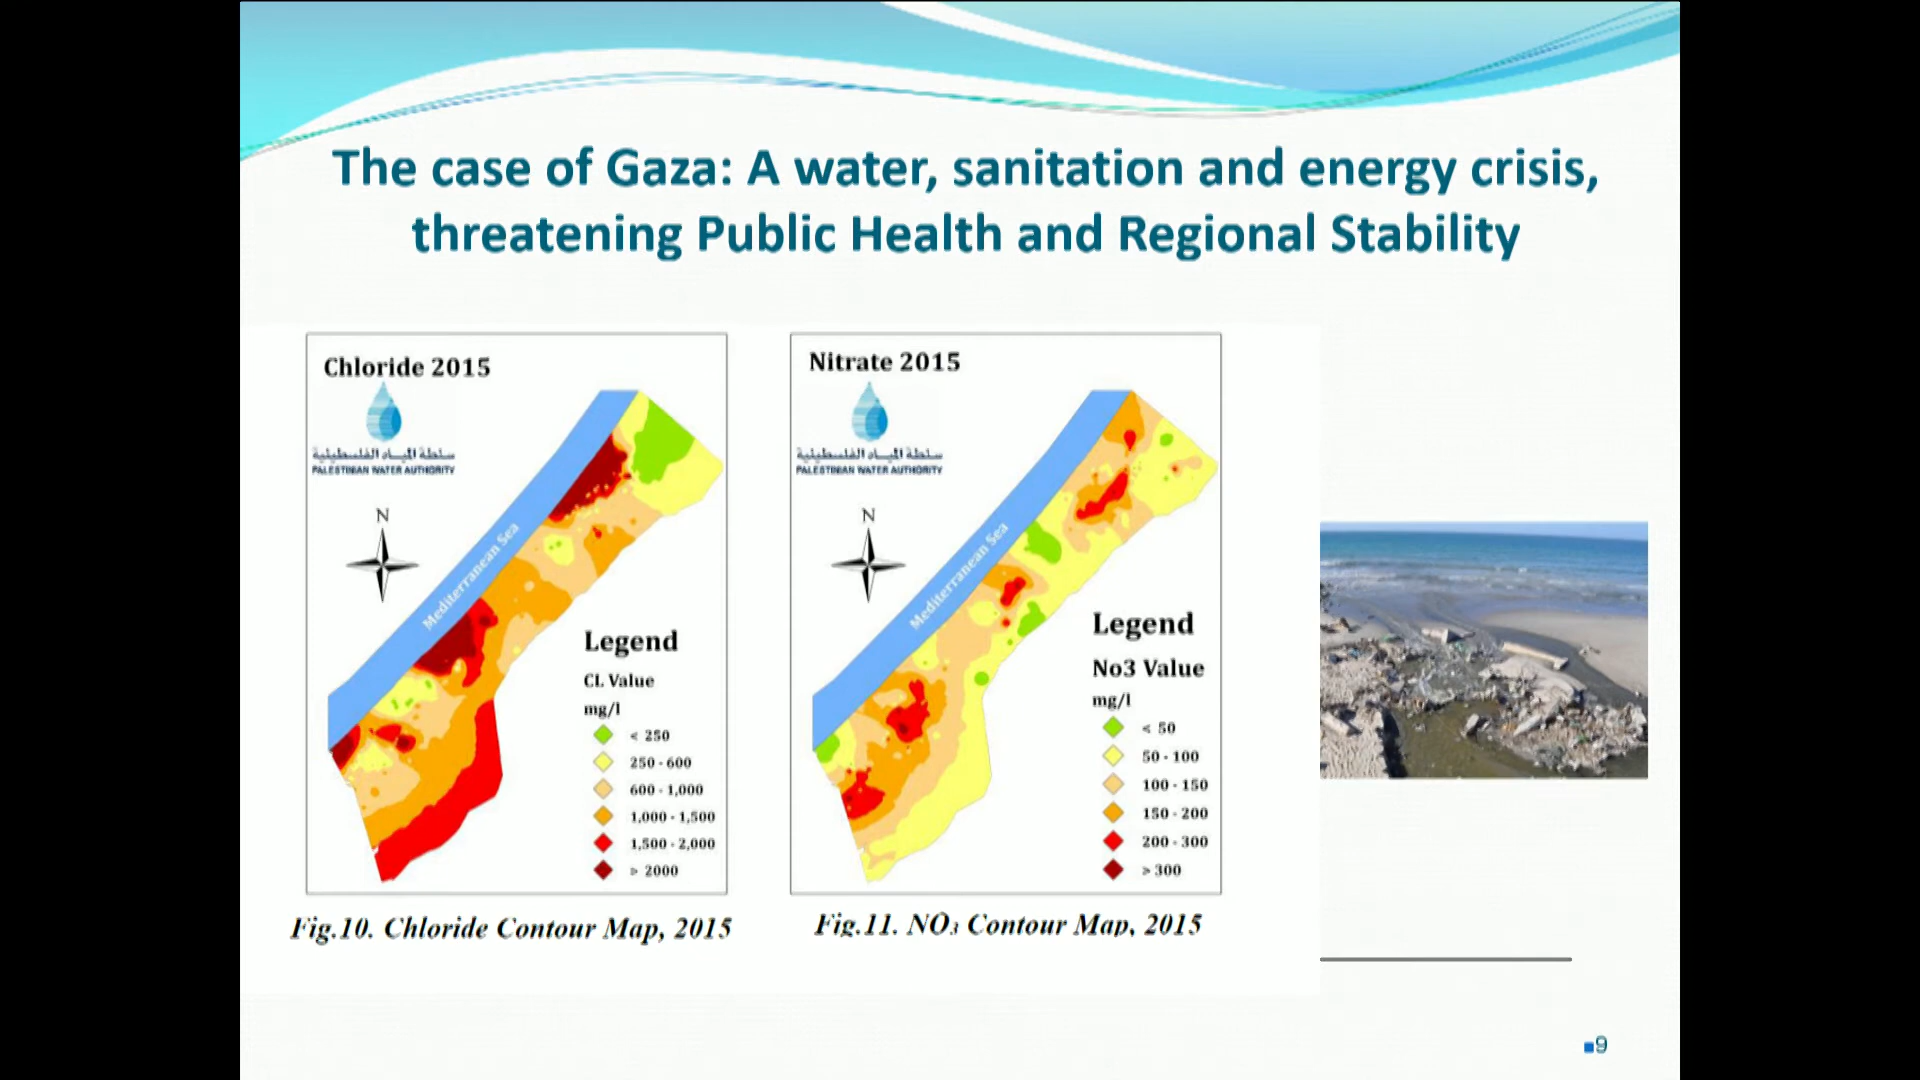 The case of Gaza: A water, sanitation and energy crisis,
threatening Public Health and Regional Stability
Chloride 2015
سلطة المياه الفلسطينية
PALESTINIAN WATER AUTHORITY
N
Mediterranean Sea
Legend
CL Value
mg/l
< 250
250 - 600
600 - 1,000
1,000 - 1,500
1,500 - 2,000
> 2000
Fig.10. Chloride Contour Map, 2015
Nitrate 2015
سلطة المياه الفلسطينية
PALESTINIAN WATER AUTHORITY
N
Mediterranean Sea
Legend
No3 Value
mg/l
< 50
50 - 100
100 - 150
150 - 200
200 - 300
> 300
Fig.11. NO₃ Contour Map, 2015
9